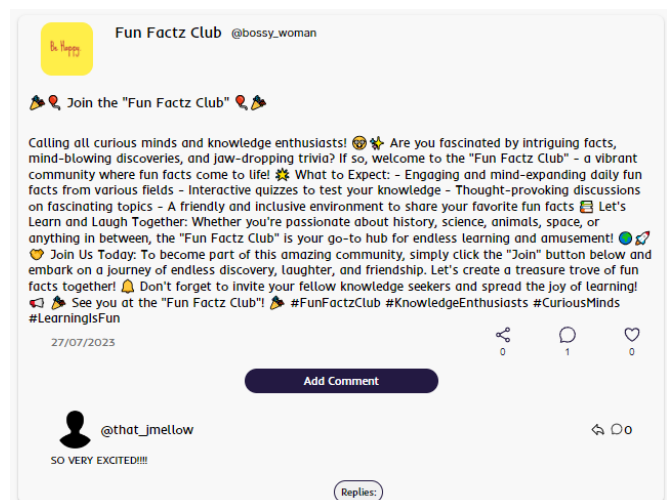 Be Happy.
Fun Factz Club @bossy_woman
🎉🎈 Join the "Fun Factz Club" 🎈🎉
Calling all curious minds and knowledge enthusiasts! 🤓✨ Are you fascinated by intriguing facts,
mind-blowing discoveries, and jaw-dropping trivia? If so, welcome to the "Fun Factz Club" - a vibrant
community where fun facts come to life! 🌟 What to Expect: - Engaging and mind-expanding daily fun
facts from various fields - Interactive quizzes to test your knowledge - Thought-provoking discussions
on fascinating topics - A friendly and inclusive environment to share your favorite fun facts 📚 Let's
Learn and Laugh Together: Whether you're passionate about history, science, animals, space, or
anything in between, the "Fun Factz Club" is your go-to hub for endless learning and amusement! 🌍🚀
🤝 Join Us Today: To become part of this amazing community, simply click the "Join" button below and
embark on a journey of endless discovery, laughter, and friendship. Let's create a treasure trove of fun
facts together! 🔔 Don't forget to invite your fellow knowledge seekers and spread the joy of learning!
📢 🎉 See you at the "Fun Factz Club"! 🎉 #FunFactzClub #KnowledgeEnthusiasts #CuriousMinds
#LearningIsFun
27/07/2023
0 1 0
Add Comment
@that_jmellow 0
SO VERY EXCITED!!!!
Replies: